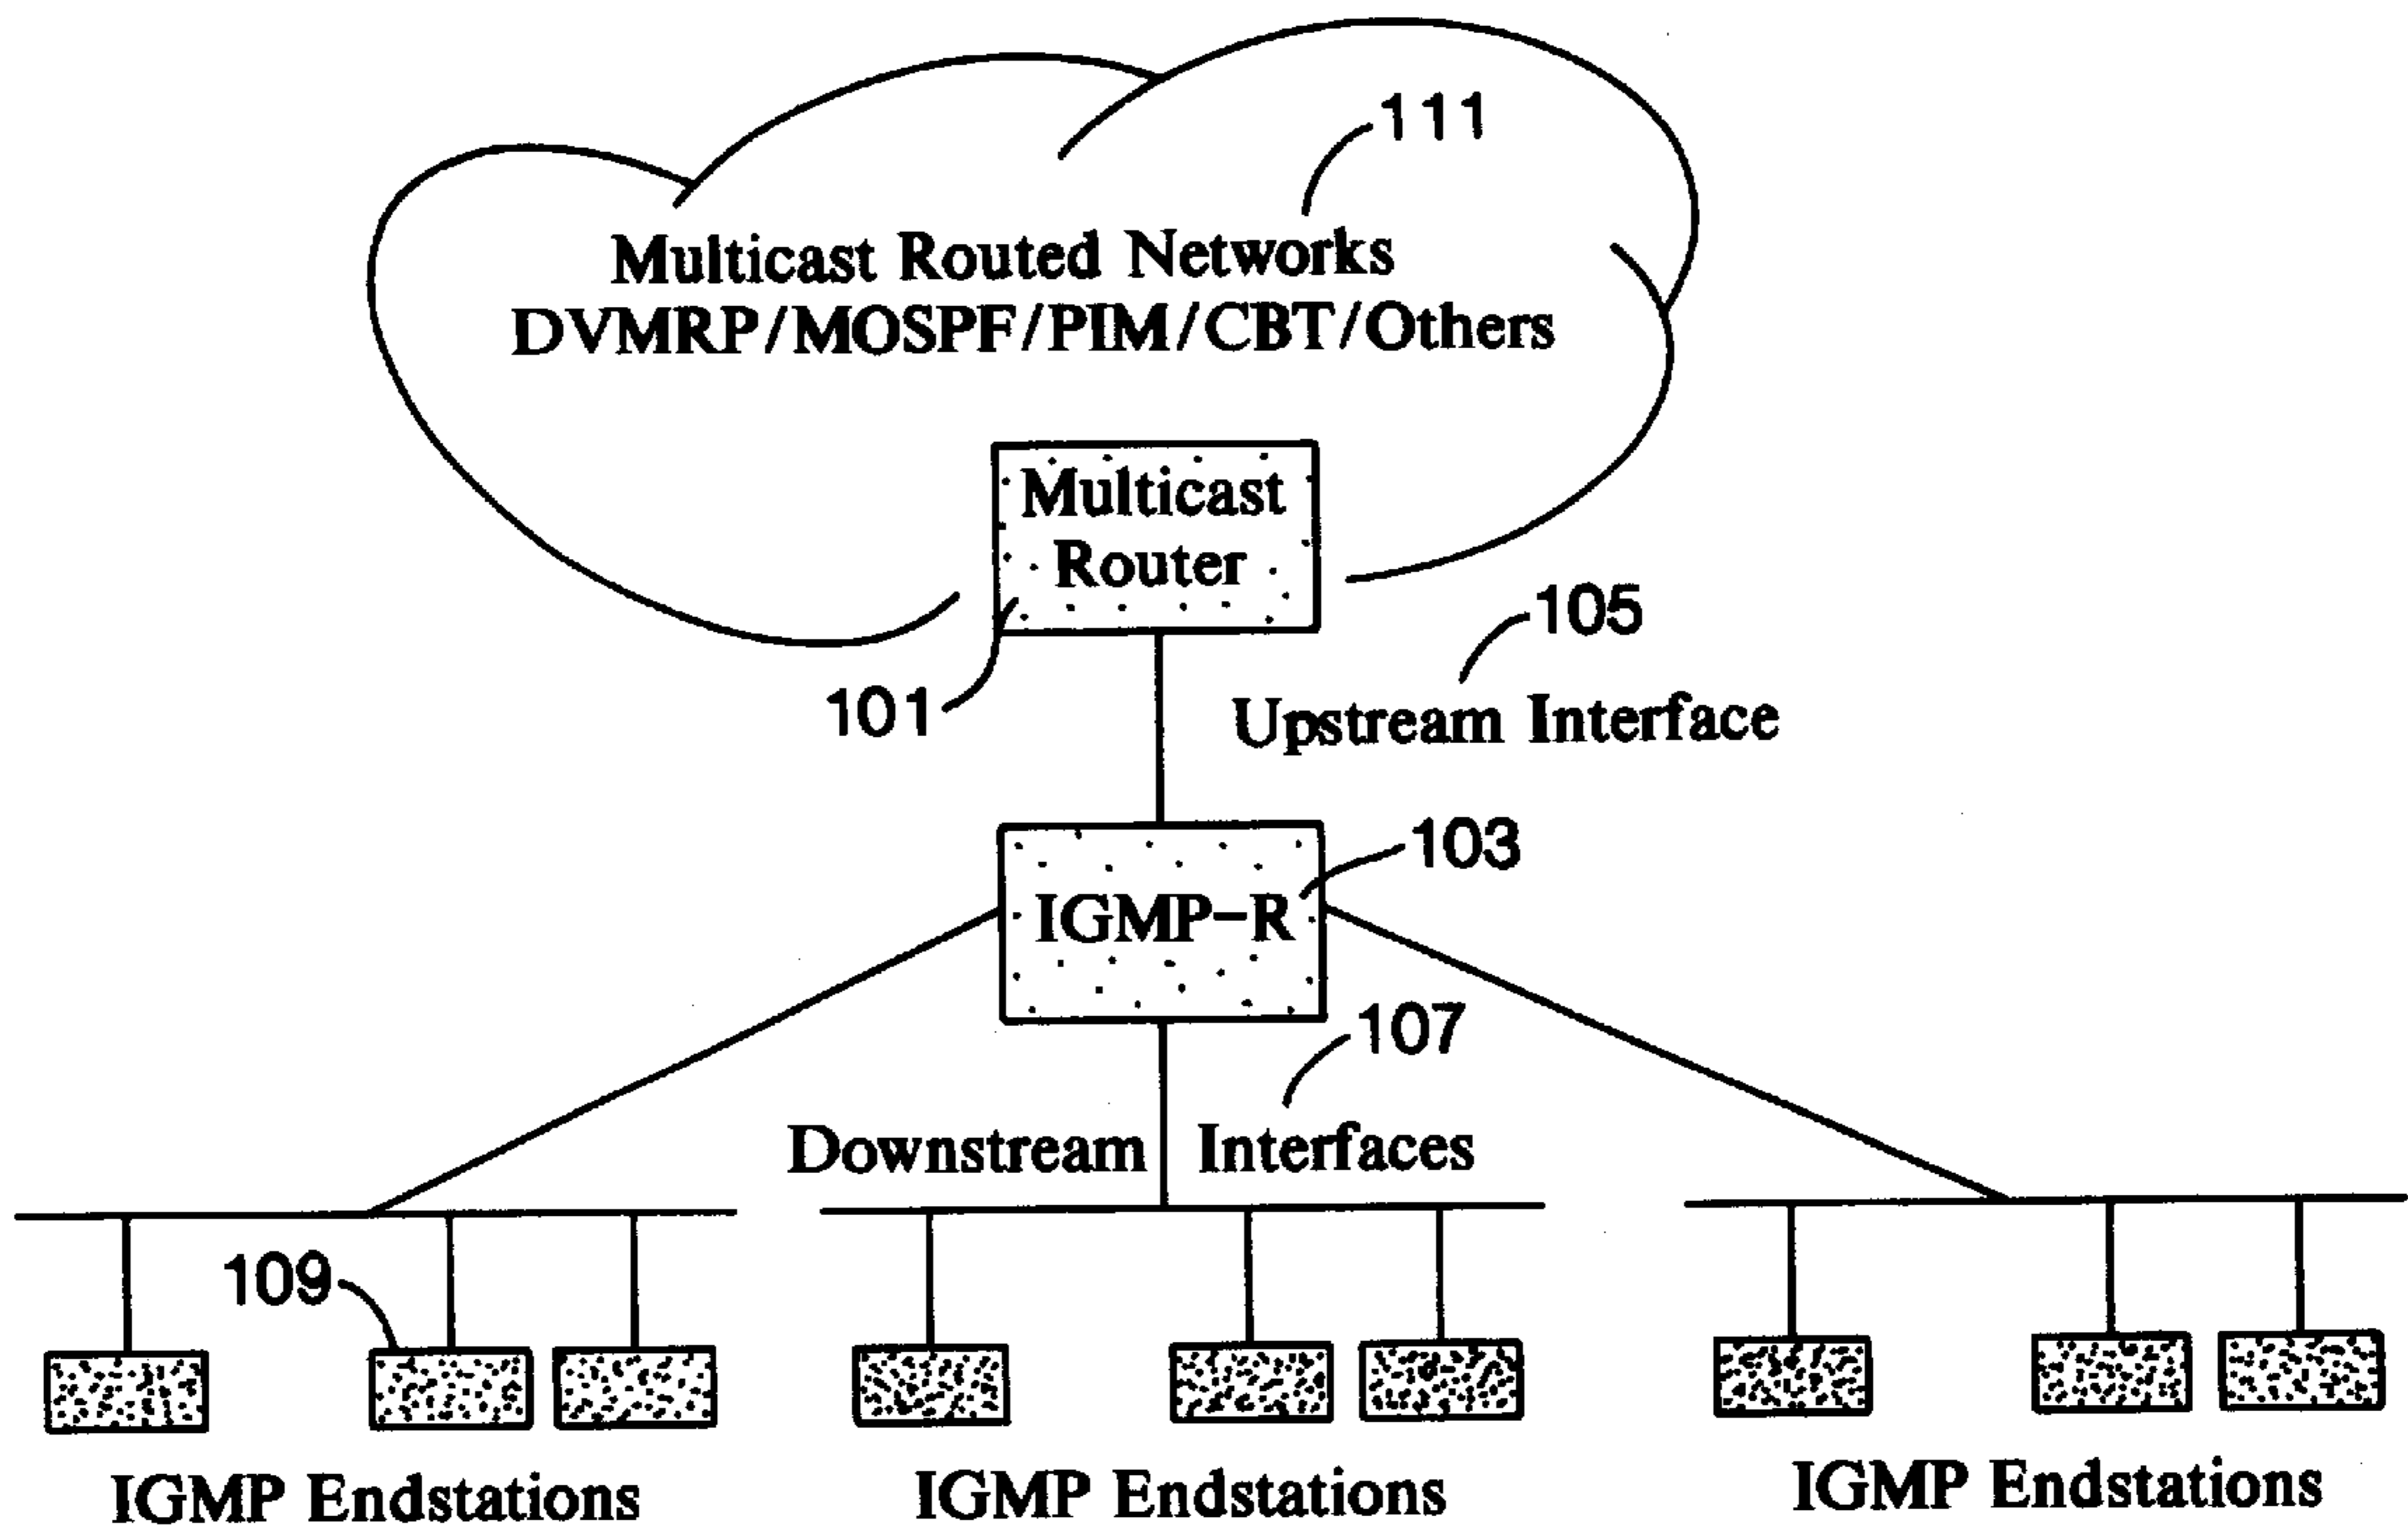 111
Multicast Routed Networks
DVMRP/MOSPF/PIM/CBT/Others
Multicast
Router
105
101
Upstream Interface
103
IGMP-R
107
Downstream Interfaces
109
IGMP Endstations
IGMP Endstations
IGMP Endstations